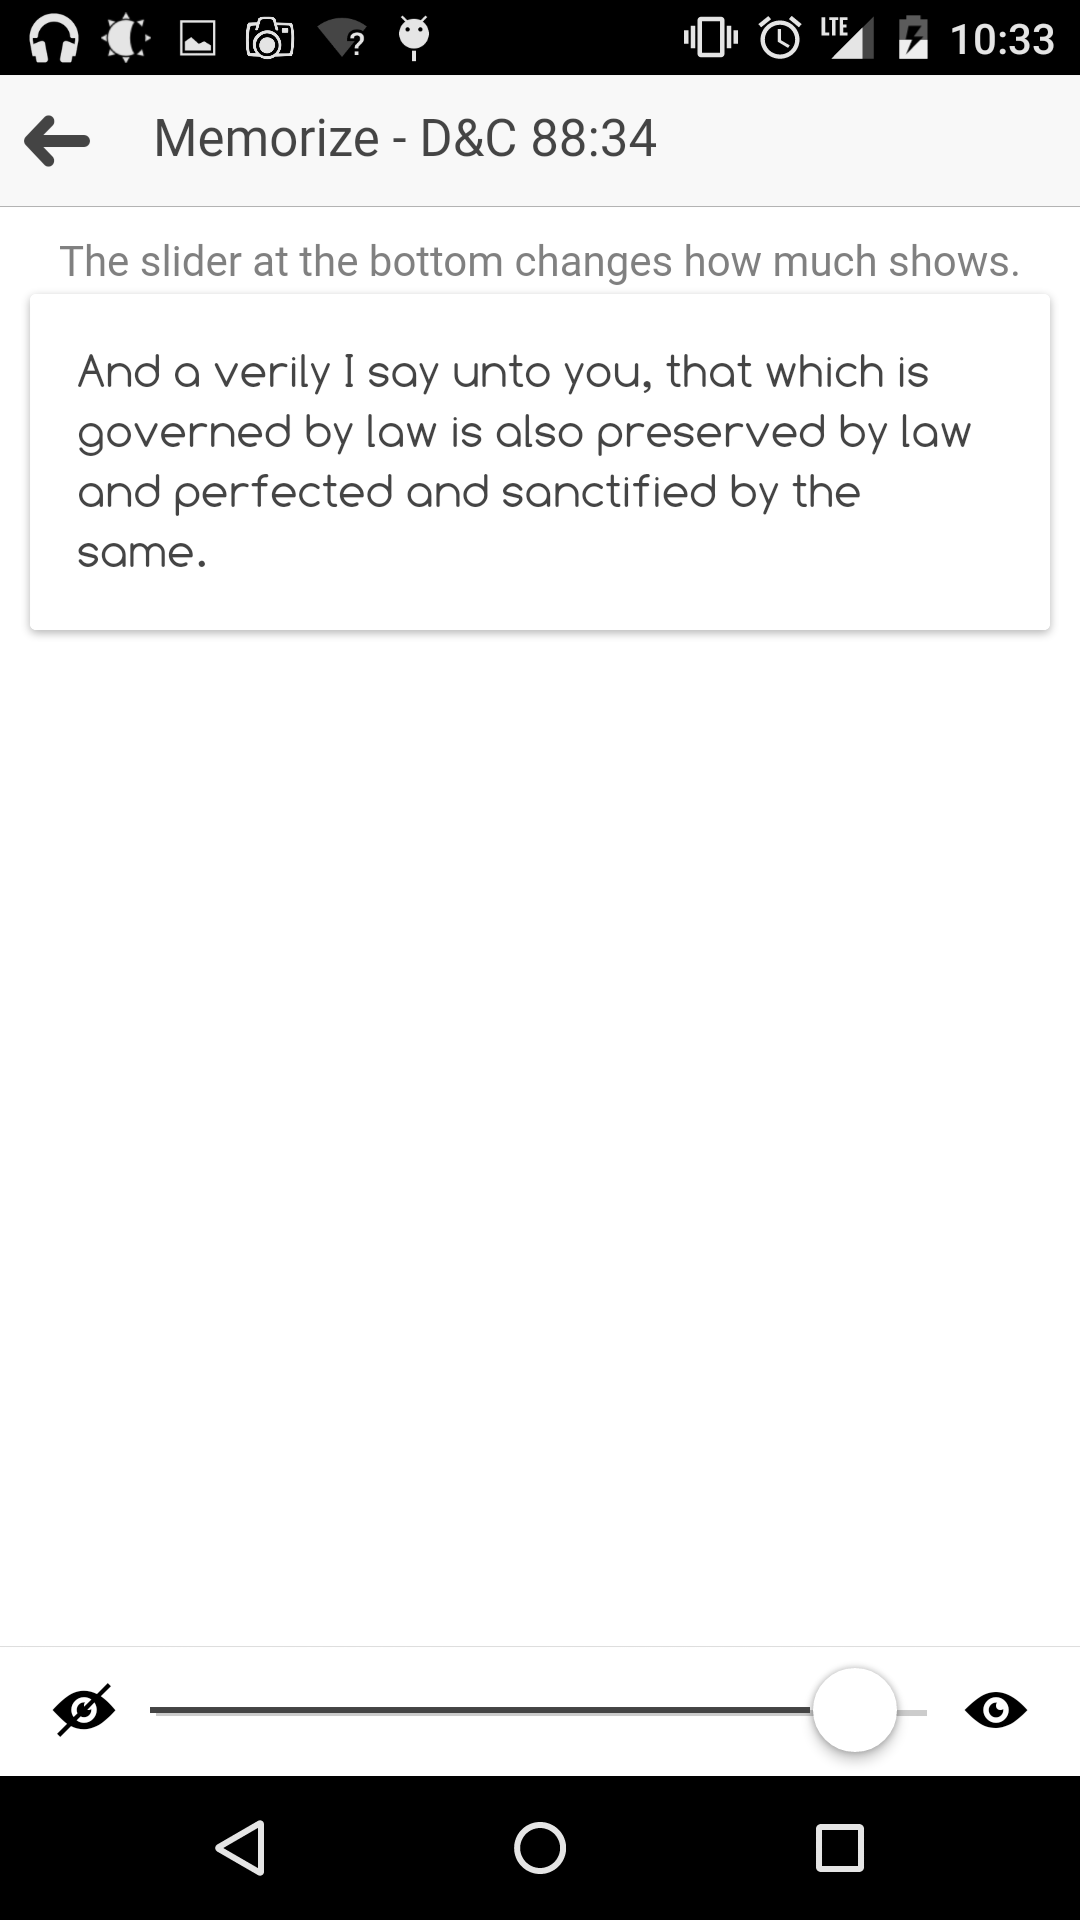 LTE 10:33
Memorize - D&C 88:34
The slider at the bottom changes how much shows.
And a verily I say unto you, that which is
governed by law is also preserved by law
and perfected and sanctified by the
same.